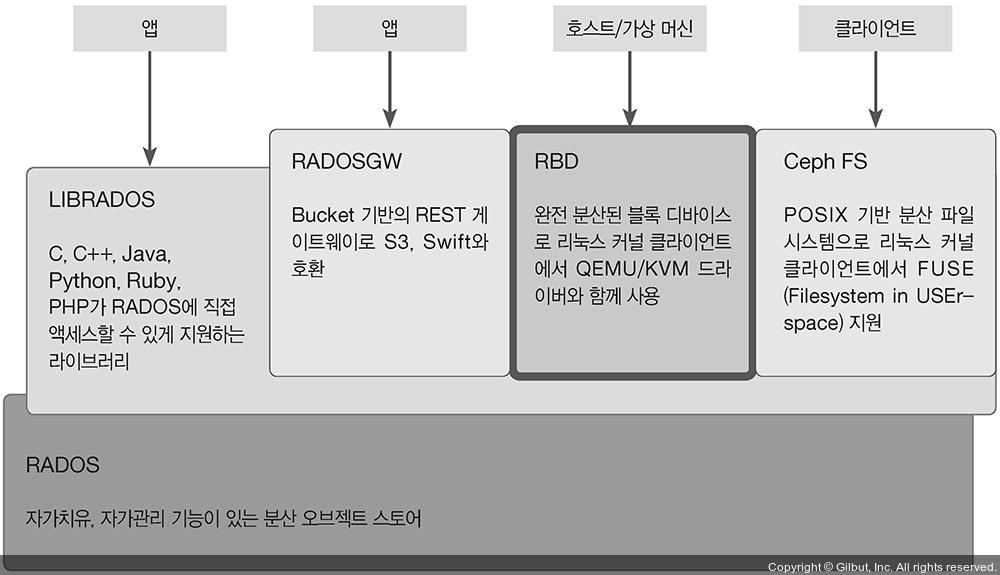 앱
앱
호스트/가상 머신
클라이언트
LIBRADOS
C, C++, Java,
Python, Ruby,
PHP가 RADOS에 직접
액세스할 수 있게 지원하는
라이브러리
RADOSGW
Bucket 기반의 REST 게
이트웨이로 S3, Swift와
호환
RBD
완전 분산된 블록 디바이스
로 리눅스 커널 클라이언트
에서 QEMU/KVM 드라
이버와 함께 사용
Ceph FS
POSIX 기반 분산 파일
시스템으로 리눅스 커널
클라이언트에서 FUSE
(Filesystem in USEr-
space) 지원
RADOS
자가치유, 자가관리 기능이 있는 분산 오브젝트 스토어
Copyright © Gilbut, Inc. All rights reserved.